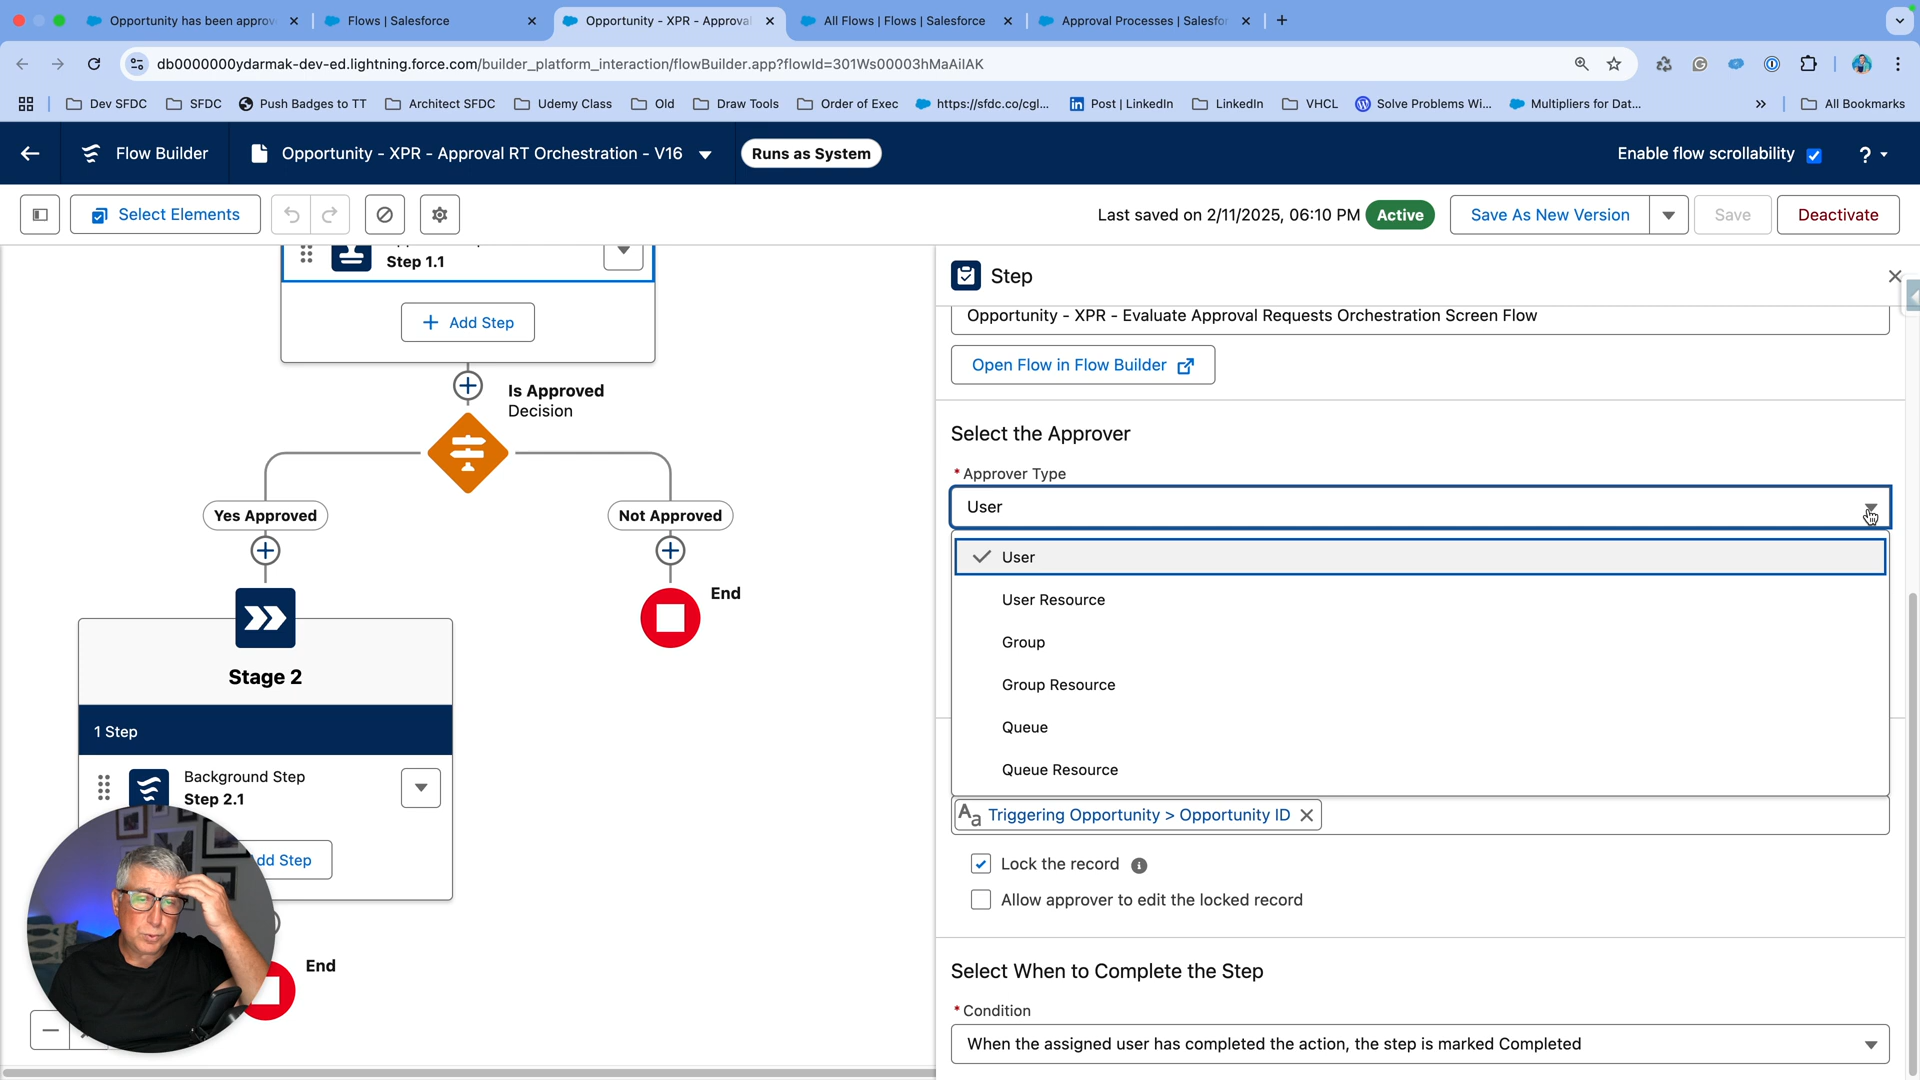 Opportunity has been approv
Flows | Salesforce
Opportunity - XPR - Approval
All Flows | Flows | Salesforce
Approval Processes | Salesfor
db0000000ydarmak-dev-ed.lightning.force.com/builder_platform_interaction/flowBuilder.app?flowId=301Ws00003hMaAiIAK
Dev SFDC
SFDC
Push Badges to TT
Architect SFDC
Udemy Class
Old
Draw Tools
Order of Exec
https://sfdc.co/cgl...
Post | LinkedIn
LinkedIn
VHCL
Solve Problems Wi...
Multipliers for Dat...
»
All Bookmarks
Flow Builder
Opportunity - XPR - Approval RT Orchestration - V16
Runs as System
Enable flow scrollability
?
Select Elements
Last saved on 2/11/2025, 06:10 PM
Active
Save As New Version
Save
Deactivate
Step 1.1
+ Add Step
Is Approved
Decision
Yes Approved
Not Approved
End
Stage 2
1 Step
Background Step
Step 2.1
dd Step
End
Step
Opportunity - XPR - Evaluate Approval Requests Orchestration Screen Flow
Open Flow in Flow Builder
Select the Approver
* Approver Type
User
User
User Resource
Group
Group Resource
Queue
Queue Resource
Aa Triggering Opportunity > Opportunity ID
Lock the record
Allow approver to edit the locked record
Select When to Complete the Step
* Condition
When the assigned user has completed the action, the step is marked Completed